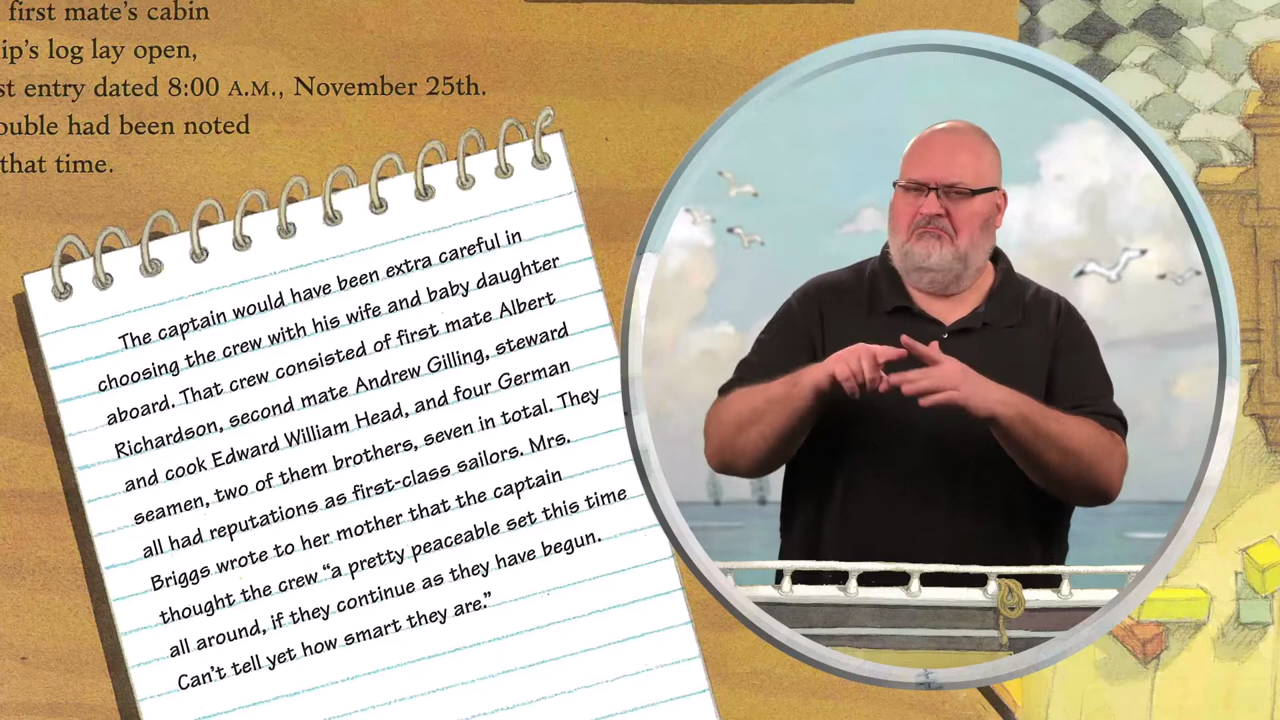 first mate's cabin
ip's log lay open,
st entry dated 8:00 A.M., November 25th.
ouble had been noted
that time.
The captain would have been extra careful in
choosing the crew with his wife and baby daughter
aboard. That crew consisted of first mate Albert
Richardson, second mate Andrew Gilling, steward
and cook Edward William Head, and four German
seamen, two of them brothers, seven in total. They
all had reputations as first-class sailors. Mrs.
Briggs wrote to her mother that the captain
thought the crew “a pretty peaceable set this time
all around, if they continue as they have begun.
Can't tell yet how smart they are.”